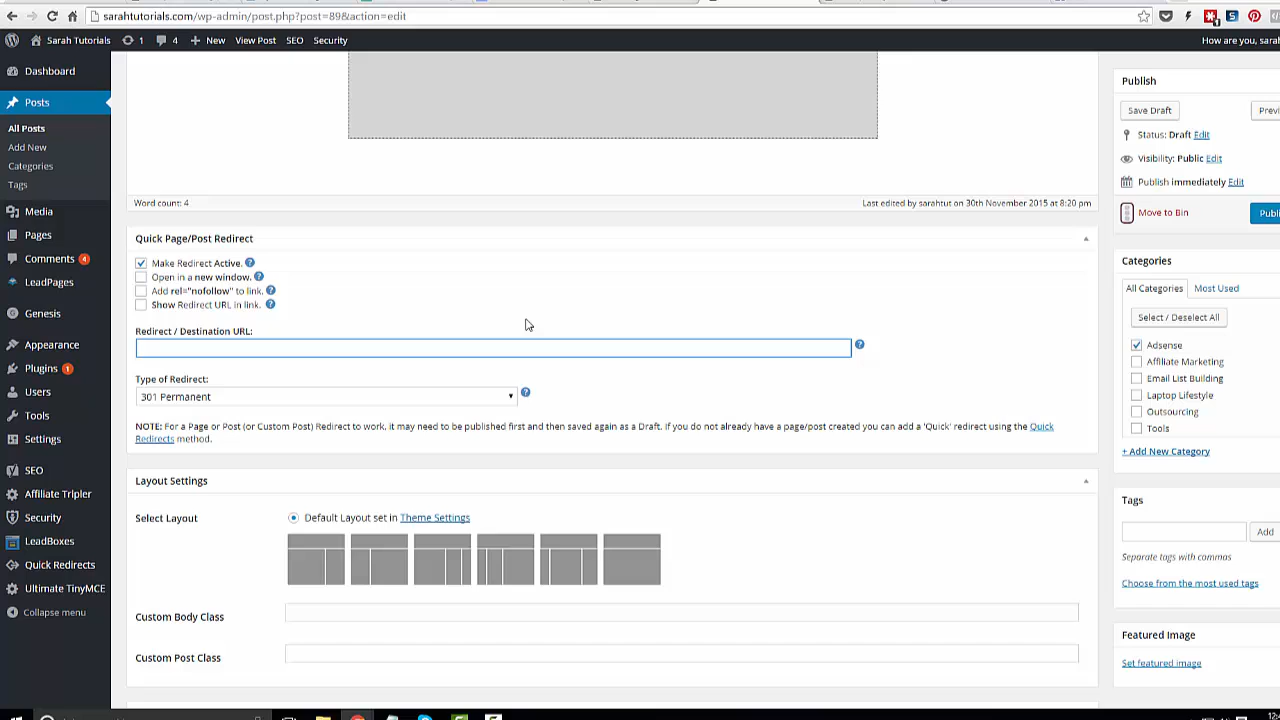 sarahtutorials.com/wp-admin/post.php?post=89&action=edit
Sarah Tutorials 1 4 New View Post SEO Security
How are you, sarah
Dashboard
Posts
All Posts
Add New
Categories
Tags
Media
Pages
Comments 4
LeadPages
Genesis
Appearance
Plugins 1
Users
Tools
Settings
SEO
Affiliate Tripler
Security
LeadBoxes
Quick Redirects
Ultimate TinyMCE
Collapse menu
Word count: 4
Last edited by sarahtut on 30th November 2015 at 8:20 pm
Quick Page/Post Redirect
Make Redirect Active. ?
Open in a new window. ?
Add rel="nofollow" to link. ?
Show Redirect URL in link. ?
Redirect / Destination URL:
?
Type of Redirect:
301 Permanent ?
NOTE: For a Page or Post (or Custom Post) Redirect to work, it may need to be published first and then saved again as a Draft. If you do not already have a page/post created you can add a 'Quick' redirect using the Quick
Redirects method.
Layout Settings
Select Layout
Default Layout set in Theme Settings
Custom Body Class
Custom Post Class
Publish
Save Draft
Previ
Status: Draft Edit
Visibility: Public Edit
Publish immediately Edit
Move to Bin
Publi
Categories
All Categories Most Used
Select / Deselect All
Adsense
Affiliate Marketing
Email List Building
Laptop Lifestyle
Outsourcing
Tools
+ Add New Category
Tags
Add
Separate tags with commas
Choose from the most used tags
Featured Image
Set featured image